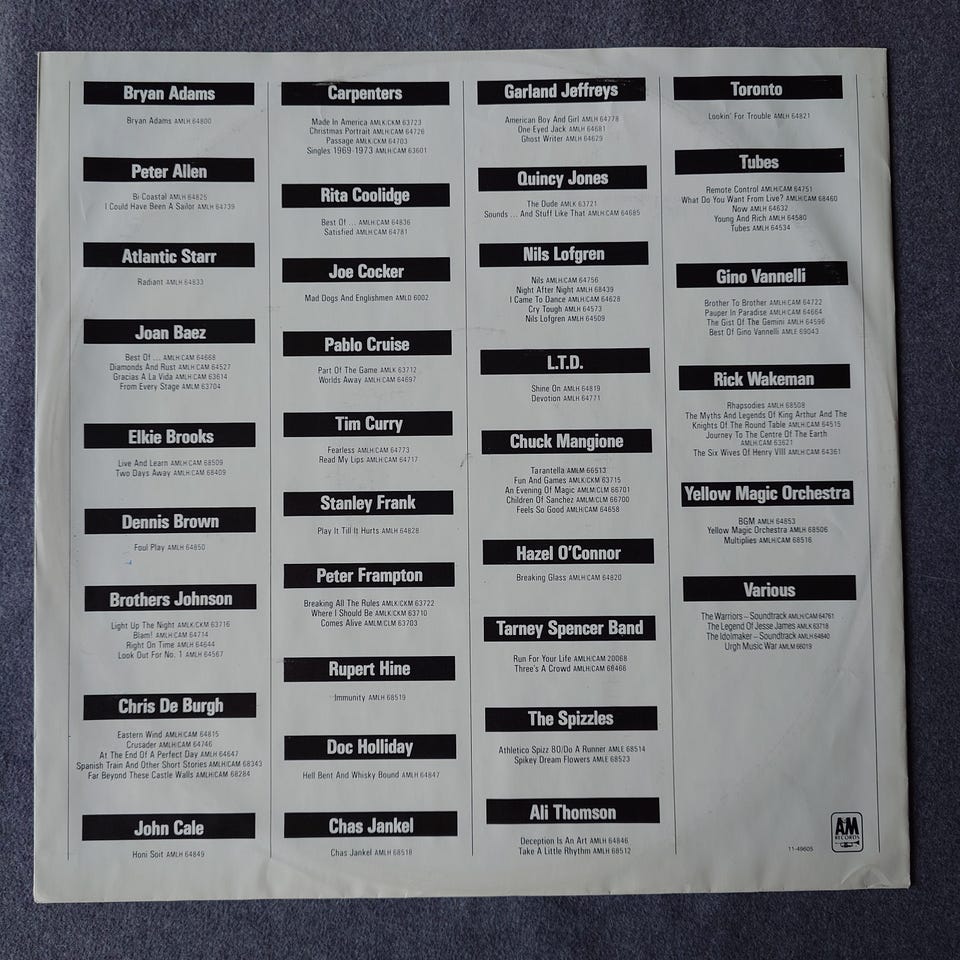 Bryan Adams
Bryan Adams AMLH 64800
Peter Allen
Bi Coastal AMLH 64825
I Could Have Been A Sailor AMLH 64739
Atlantic Starr
Radiant AMLH 64833
Joan Baez
Best Of ... AMLH/CAM 64668
Diamonds And Rust AMLH/CAM 64527
Gracias A La Vida AMLH/CAM 63614
From Every Stage AMLM 63704
Elkie Brooks
Live And Learn AMLH/CAM 68509
Two Days Away AMLH/CAM 68409
Dennis Brown
Foul Play AMLH 64850
Brothers Johnson
Light Up The Night AMLK/CKM 63716
Blam! AMLH/CAM 64714
Right On Time AMLH 64644
Look Out For No. 1 AMLH 64567
Chris De Burgh
Eastern Wind AMLH/CAM 64815
Crusader AMLH/CAM 64746
At The End Of A Perfect Day AMLH 64647
Spanish Train And Other Short Stories AMLH/CAM 68343
Far Beyond These Castle Walls AMLH/CAM 68284
John Cale
Honi Soit AMLH 64849
Carpenters
Made In America AMLK/CKM 63723
Christmas Portrait AMLH/CAM 64726
Passage AMLK/CKM 64703
Singles 1969-1973 AMLH/CAM 63601
Rita Coolidge
Best Of ... AMLH/CAM 64836
Satisfied AMLH/CAM 64781
Joe Cocker
Mad Dogs And Englishmen AMLD 6002
Pablo Cruise
Part Of The Game AMLK 63712
Worlds Away AMLH/CAM 64697
Tim Curry
Fearless AMLH/CAM 64773
Read My Lips AMLH/CAM 64717
Stanley Frank
Play It Till It Hurts AMLH 64828
Peter Frampton
Breaking All The Rules AMLK/CKM 63722
Where I Should Be AMLK/CKM 63710
Comes Alive AMLM/CLM 63703
Rupert Hine
Immunity AMLH 68519
Doc Holliday
Hell Bent And Whisky Bound AMLH 64847
Chas Jankel
Chas Jankel AMLH 68518
Garland Jeffreys
American Boy And Girl AMLH 64778
One Eyed Jack AMLH 64681
Ghost Writer AMLH 64629
Quincy Jones
The Dude AMLK 63721
Sounds ... And Stuff Like That AMLH/CAM 64685
Nils Lofgren
Nils AMLH/CAM 64756
Night After Night AMLH 68439
I Came To Dance AMLH/CAM 64628
Cry Tough AMLH 64573
Nils Lofgren AMLH 64509
L.T.D.
Shine On AMLH 64819
Devotion AMLH 64771
Chuck Mangione
Tarantella AMLM 66513
Fun And Games AMLK/CKM 63715
An Evening Of Magic AMLM/CLM 66701
Children Of Sanchez AMLM/CLM 66700
Feels So Good AMLH/CAM 64658
Hazel O'Connor
Breaking Glass AMLH/CAM 64820
Tarney Spencer Band
Run For Your Life AMLH/CAM 20068
Three's A Crowd AMLH/CAM 68466
The Spizzles
Athletico Spizz 80/Do A Runner AMLE 68514
Spikey Dream Flowers AMLE 68523
Ali Thomson
Deception Is An Art AMLH 64846
Take A Little Rhythm AMLH 68512
Toronto
Lookin' For Trouble AMLH 64821
Tubes
Remote Control AMLH/CAM 64751
What Do You Want From Live? AMLH/CAM 68460
Now AMLH 64632
Young And Rich AMLH 64580
Tubes AMLH 64534
Gino Vannelli
Brother To Brother AMLH/CAM 64722
Pauper In Paradise AMLH/CAM 64664
The Gist Of The Gemini AMLH 64596
Best Of Gino Vannelli AMLE 69043
Rick Wakeman
Rhapsodies AMLH 68508
The Myths And Legends Of King Arthur And The
Knights Of The Round Table AMLH/CAM 64515
Journey To The Centre Of The Earth
AMLH/CAM 63621
The Six Wives Of Henry VIII AMLH/CAM 64361
Yellow Magic Orchestra
BGM AMLH 64853
Yellow Magic Orchestra AMLH 68506
Multiplies AMLH/CAM 68516
Various
The Warriors – Soundtrack AMLH/CAM 64761
The Legend Of Jesse James AMLK 63718
The Idolmaker – Soundtrack AMLH 64840
Urgh Music War AMLM 66019
A&M
RECORDS
11-49605